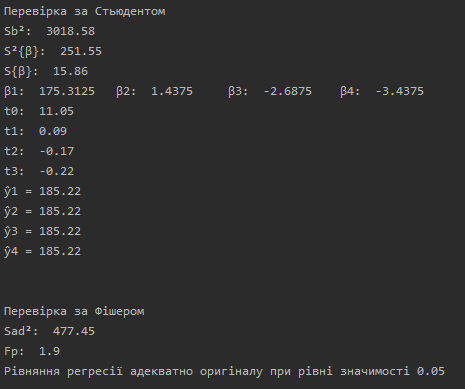 Перевірка за Стьюдентом
Sb²:  3018.58
S²{β}:  251.55
S{β}:  15.86
β1:  175.3125   β2:  1.4375     β3:  -2.6875    β4:  -3.4375
t0:  11.05
t1:  0.09
t2:  -0.17
t3:  -0.22
ŷ1 = 185.22
ŷ2 = 185.22
ŷ3 = 185.22
ŷ4 = 185.22
Перевірка за Фішером
Sad²:  477.45
Fp:  1.9
Рівняння регресії адекватно оригіналу при рівні значимості 0.05